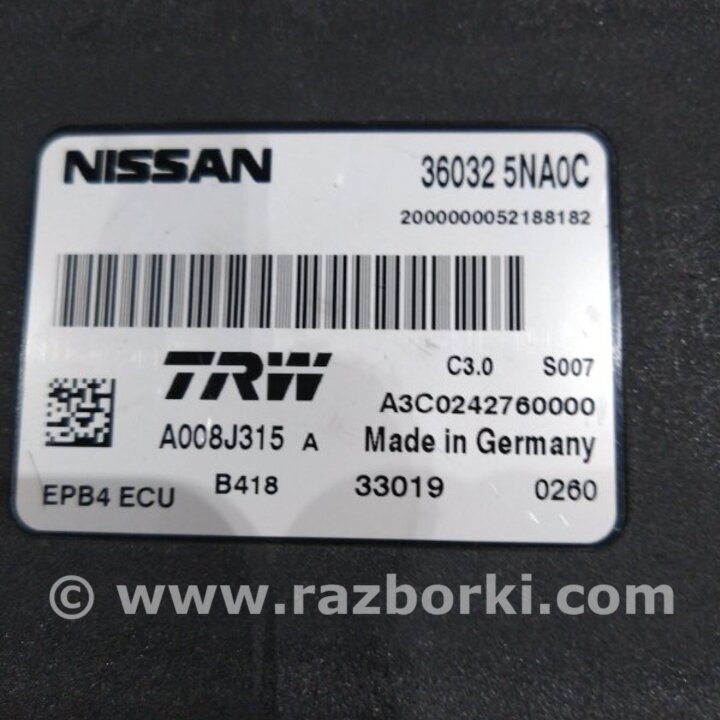 NISSAN 36032 5NA0C
2000000052188182
TRW C3.0 S007
A3C0242760000
A008J315 A Made in Germany
EPB4 ECU B418 33019 0260
© www.razborki.com